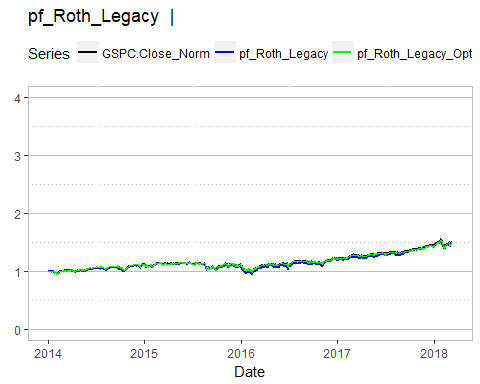 pf_Roth_Legacy |
Series GSPC.Close_Norm pf_Roth_Legacy pf_Roth_Legacy_Opt
4
3
2
1
0
2014 2015 2016 2017 2018
Date